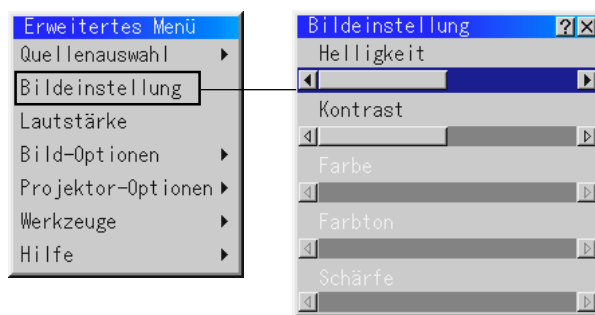 Erweitertes Menü
Quellenauswahl
Bildeinstellung
Lautstärke
Bild-Optionen
Projektor-Optionen
Werkzeuge
Hilfe
Bildeinstellung
Helligkeit
Kontrast
Farbe
Farbton
Schärfe